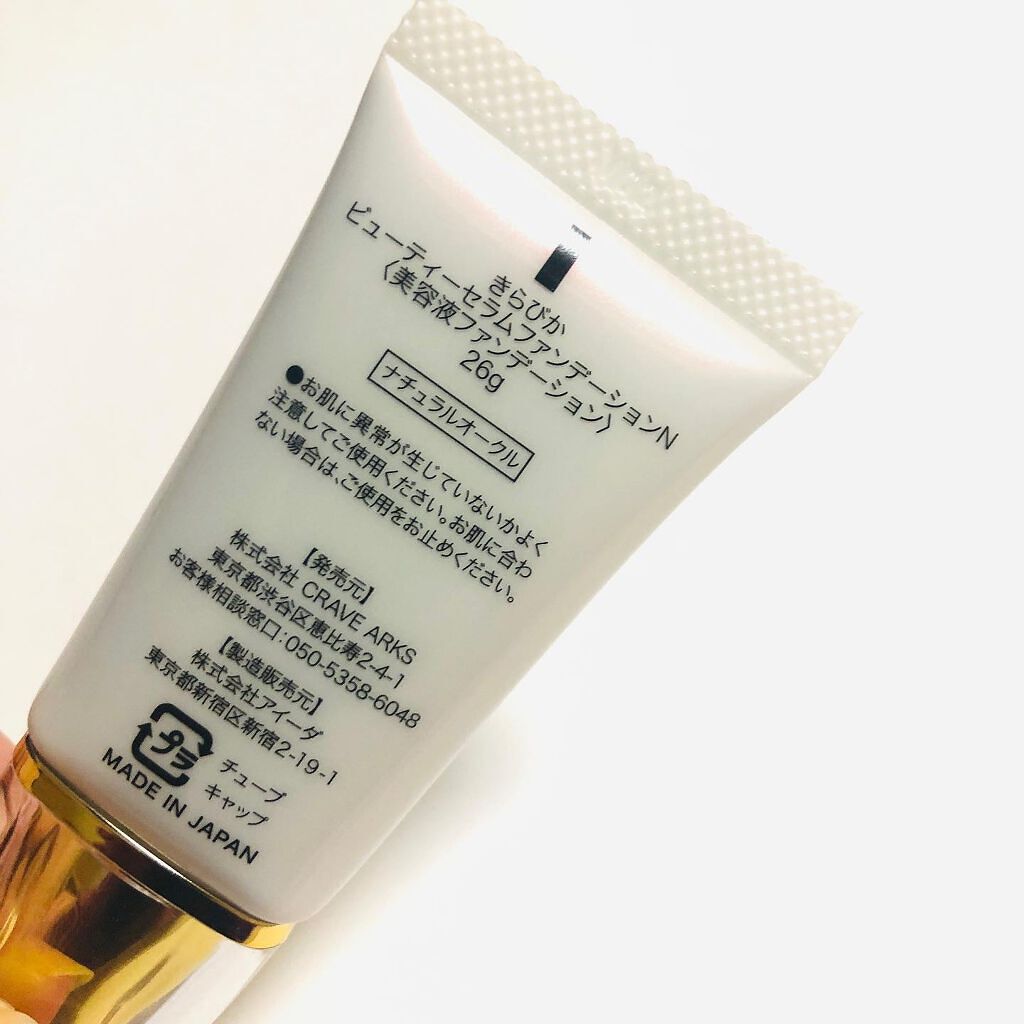 きらびか
ビューティーセラムファンデーションN
〈美容液ファンデーション〉
26g
ナチュラルオークル
●お肌に異常が生じていないかよく
注意してご使用ください。お肌に合わ
ない場合は、ご使用をお止めください。
【発売元】
株式会社 CRAVE ARKS
東京都渋谷区恵比寿2-4-1
お客様相談窓口:050-5358-6048
【製造販売元】
株式会社アイーダ
東京都新宿区新宿2-19-1
プラ
チューブ
キャップ
MADE IN JAPAN